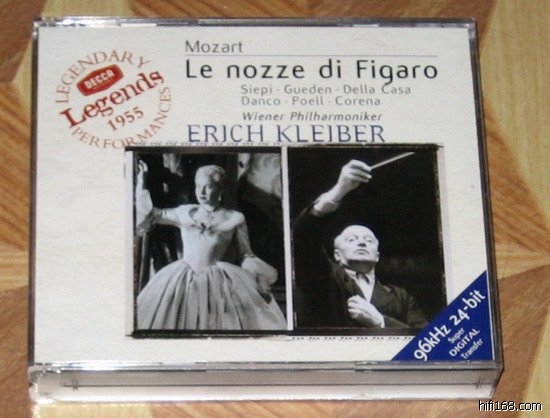 LEGENDARY
DECCA
Legends
1955
PERFORMANCES
Mozart
Le nozze di Figaro
Siepi · Gueden · Della Casa
Danco · Poell · Corena
Wiener Philharmoniker
ERICH KLEIBER
96kHz 24-bit
Super
DIGITAL
Transfer
hifi168.com